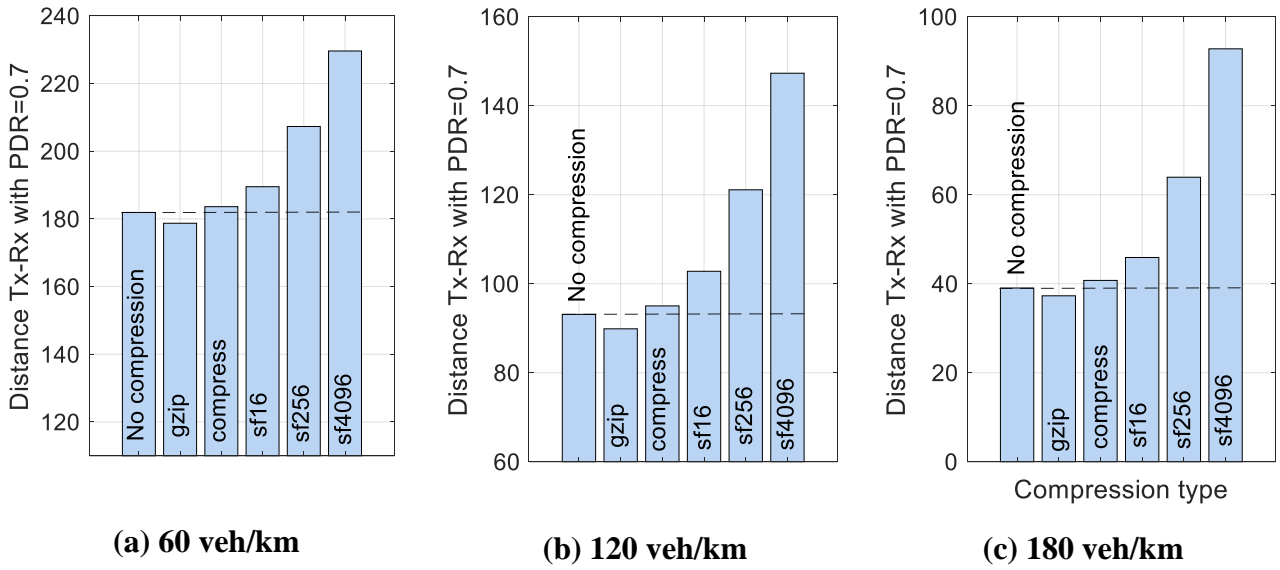 Distance Tx-Rx with PDR=0.7
240
220
200
180
160
140
120
No compression
gzip
compress
sf16
sf256
sf4096
(a) 60 veh/km
Distance Tx-Rx with PDR=0.7
160
140
120
100
80
60
No compression
gzip
compress
sf16
sf256
sf4096
(b) 120 veh/km
Distance Tx-Rx with PDR=0.7
100
80
60
40
20
0
No compression
gzip
compress
sf16
sf256
sf4096
Compression type
(c) 180 veh/km